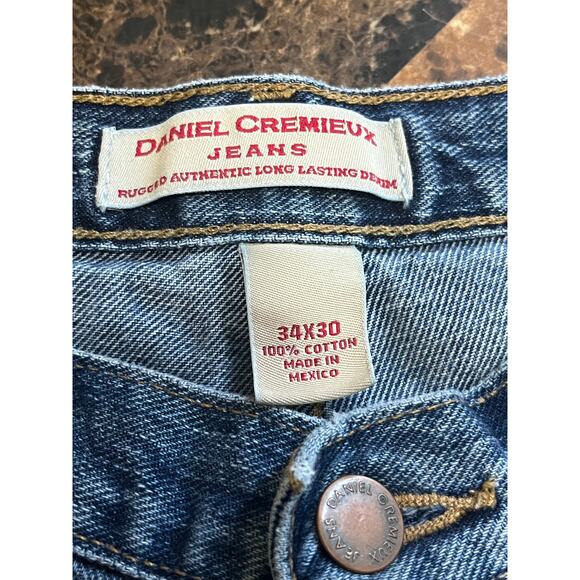 DANIEL CREMIEUX
JEANS
RUGGED AUTHENTIC LONG LASTING DENIM
34X30
100% COTTON
MADE IN
MEXICO
DANIEL CREMIEUX
JEANS